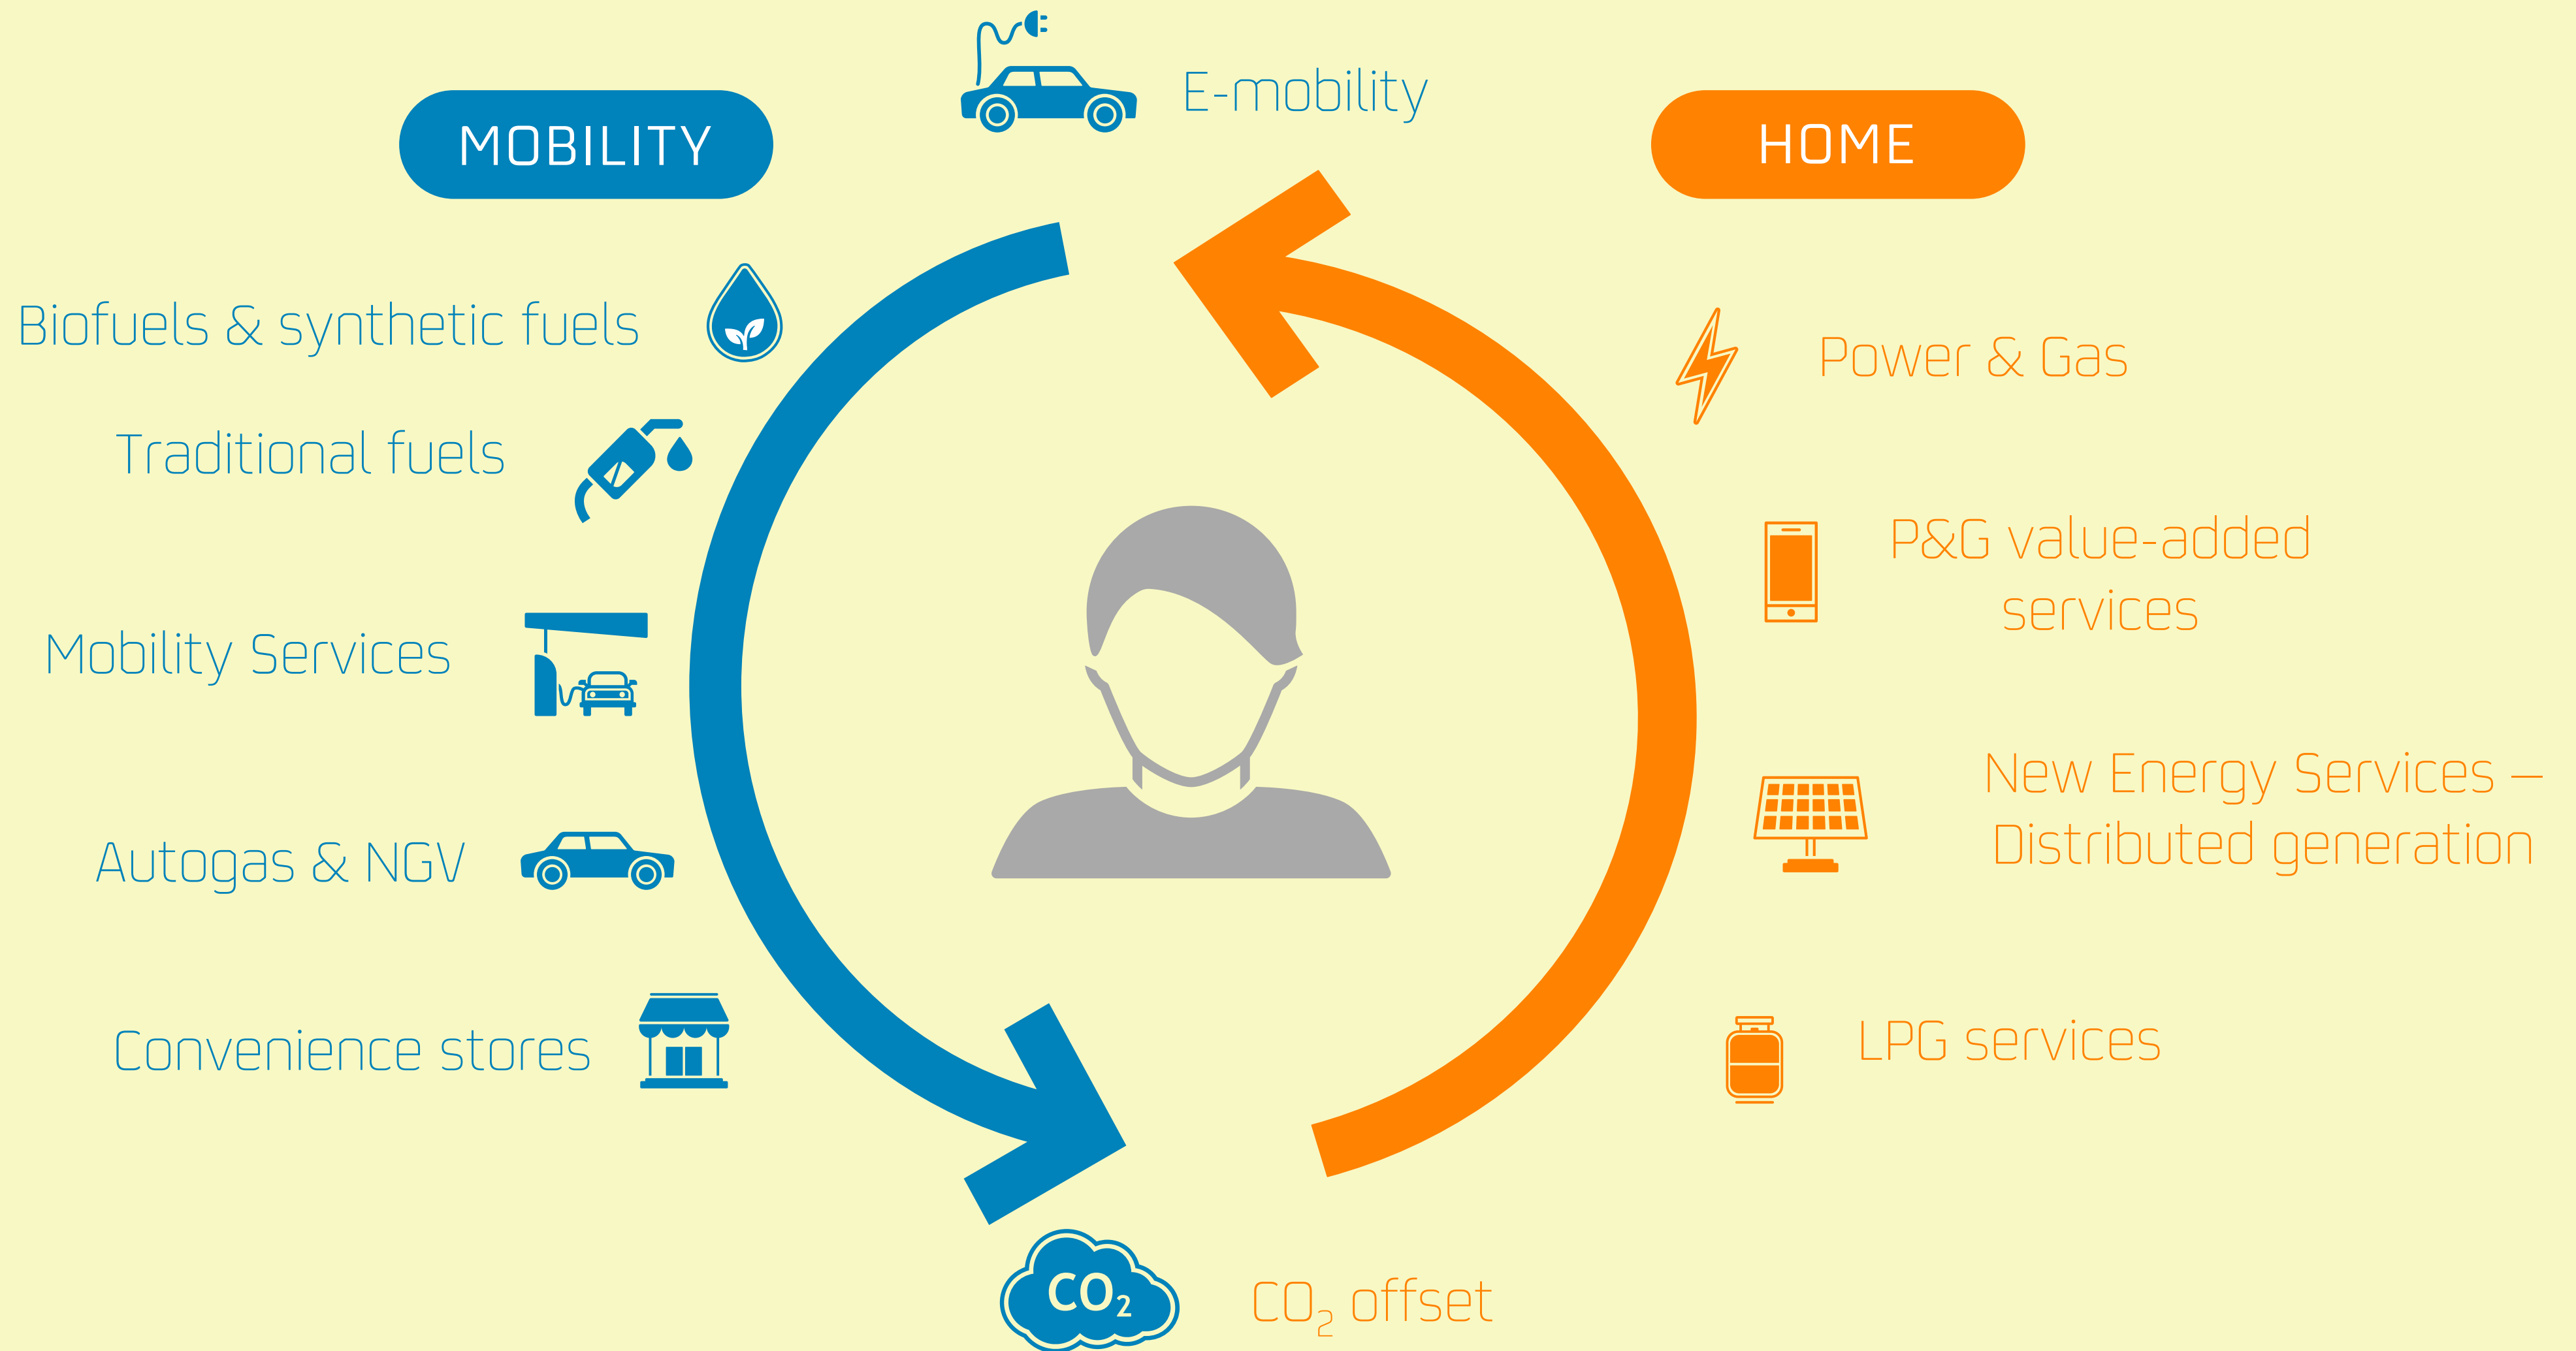 E-mobility
MOBILITY
HOME
Biofuels & synthetic fuels
Traditional fuels
Mobility Services
Autogas & NGV
Convenience stores
Power & Gas
P&G value-added
services
New Energy Services –
Distributed generation
LPG services
CO₂
CO₂ offset